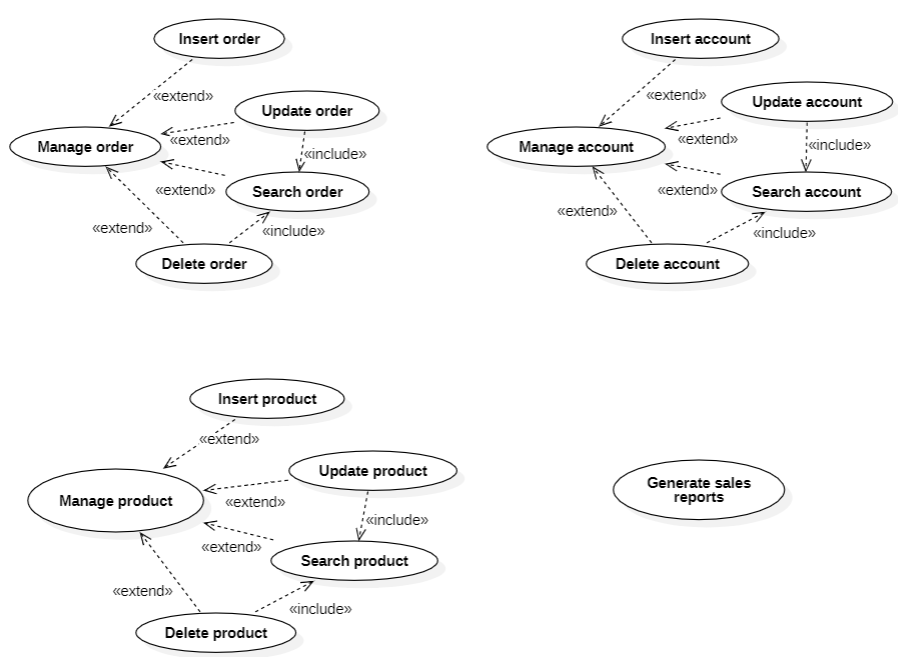 Insert order
«extend»
Update order
«extend»
Manage order
«include»
«extend»
Search order
«extend»
«include»
Delete order
Insert account
«extend»
Update account
«extend»
Manage account
«include»
«extend»
Search account
«extend»
«include»
Delete account
Insert product
«extend»
Update product
«extend»
Manage product
«include»
«extend»
Search product
«extend»
«include»
Delete product
Generate sales
reports